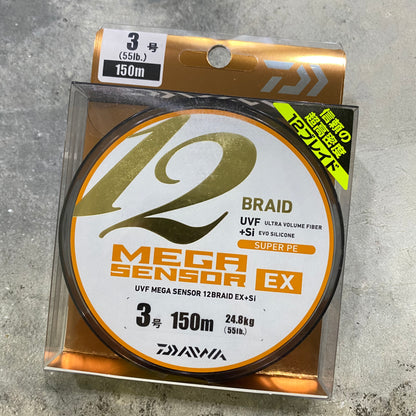 3号
(55lb.)
150m
信頼の
超高密度
12ブレイド
12
BRAID
UVF ULTRA VOLUME FIBER
+Si EVO SILICONE
SUPER PE
MEGA
SENSOR EX
UVF MEGA SENSOR 12BRAID EX+Si
3号 150m 24.8kg
(55lb.)
DAIWA